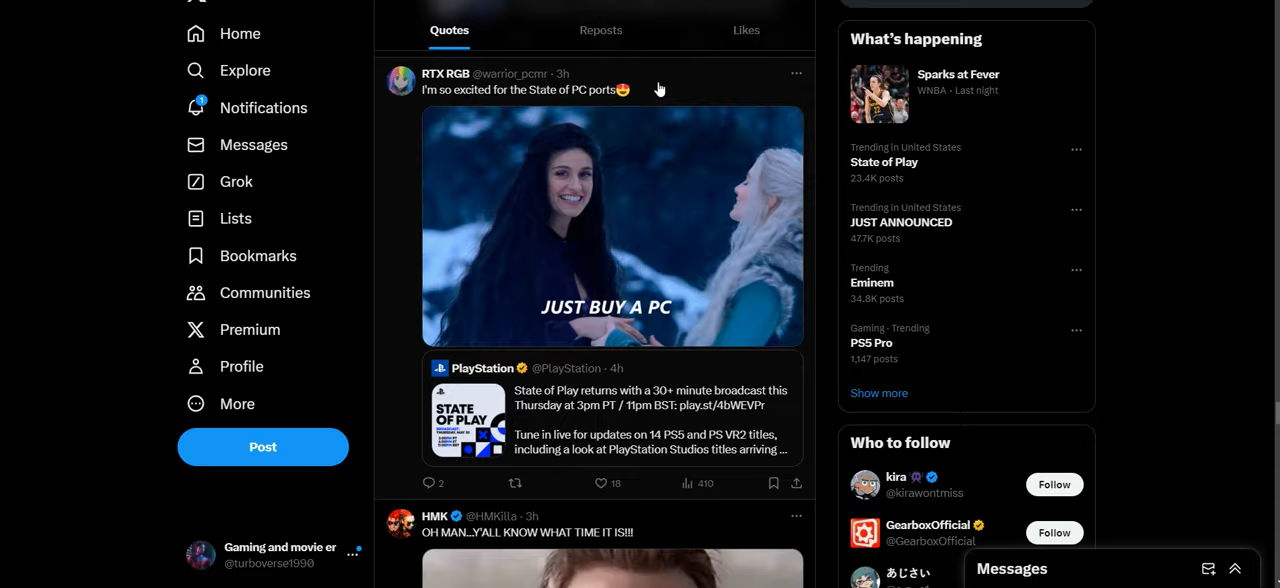 Home
Explore
1
Notifications
Messages
Grok
Lists
Bookmarks
Communities
Premium
Profile
More
Post
Gaming and movie er
@turboverse1990
Quotes
Reposts
Likes
RTX RGB @warrior_pcmr · 3h
I'm so excited for the State of PC ports😍
JUST BUY A PC
PlayStation @PlayStation · 4h
STATE
OF PLAY
State of Play returns with a 30+ minute broadcast this
Thursday at 3pm PT / 11pm BST: play.st/4bWEVPr
Tune in live for updates on 14 PS5 and PS VR2 titles,
including a look at PlayStation Studios titles arriving ...
2
18
410
HMK @HMKilla · 3h
OH MAN...Y'ALL KNOW WHAT TIME IT IS!!!
What's happening
Sparks at Fever
WNBA · Last night
Trending in United States
State of Play
23.4K posts
Trending in United States
JUST ANNOUNCED
47.7K posts
Trending
Eminem
34.8K posts
Gaming · Trending
PS5 Pro
1,147 posts
Show more
Who to follow
kira 👾
@kirawontmiss
Follow
GearboxOfficial
@GearboxOfficial
Follow
あじさい
Messages